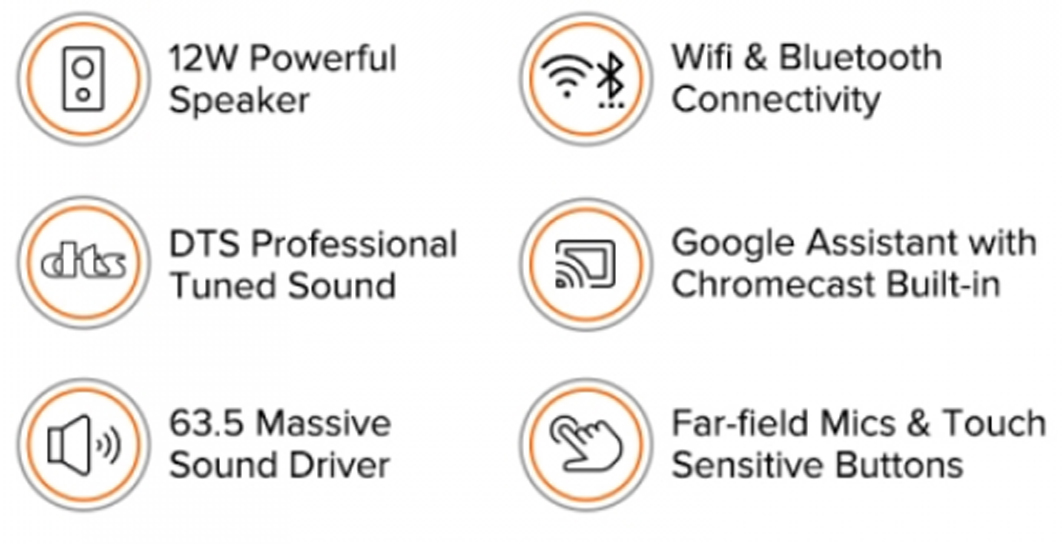 12W Powerful
Speaker
Wifi & Bluetooth
Connectivity
dts
DTS Professional
Tuned Sound
Google Assistant with
Chromecast Built-in
63.5 Massive
Sound Driver
Far-field Mics & Touch
Sensitive Buttons